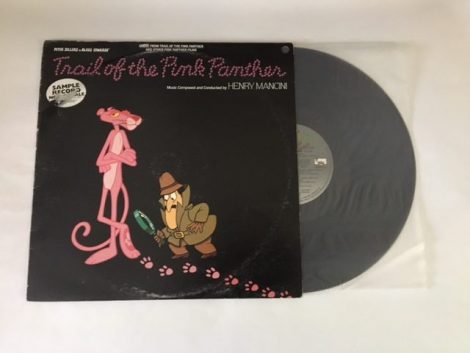 PETER SELLERS in BLAKE EDWARDS'
MUSIC FROM TRAIL OF THE PINK PANTHER
AND OTHER PINK PANTHER FILMS
Trail of the Pink Panther
Music Composed and Conducted by HENRY MANCINI
SAMPLE
RECORD